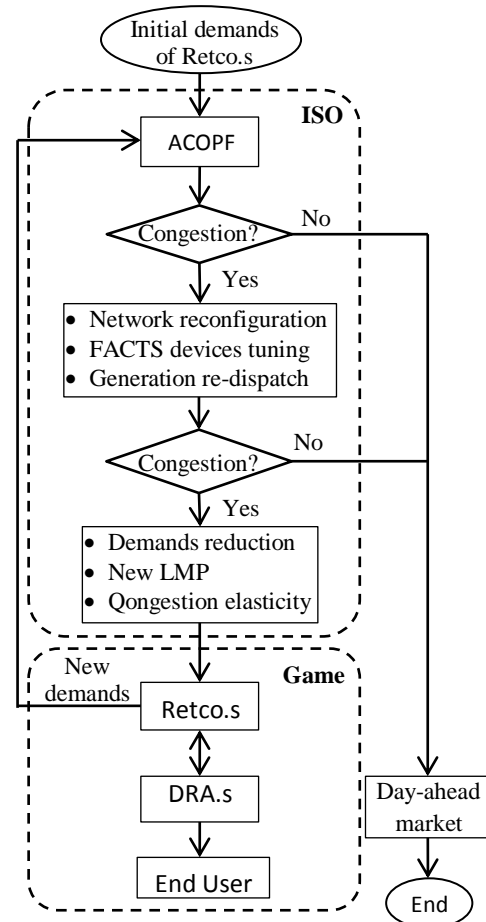 Initial demands
of Retco.s
ISO
ACOPF
Congestion?
No
Yes
• Network reconfiguration
• FACTS devices tuning
• Generation re-dispatch
Congestion?
No
Yes
• Demands reduction
• New LMP
• Qongestion elasticity
New
demands
Game
Retco.s
DRA.s
End User
Day-ahead
market
End